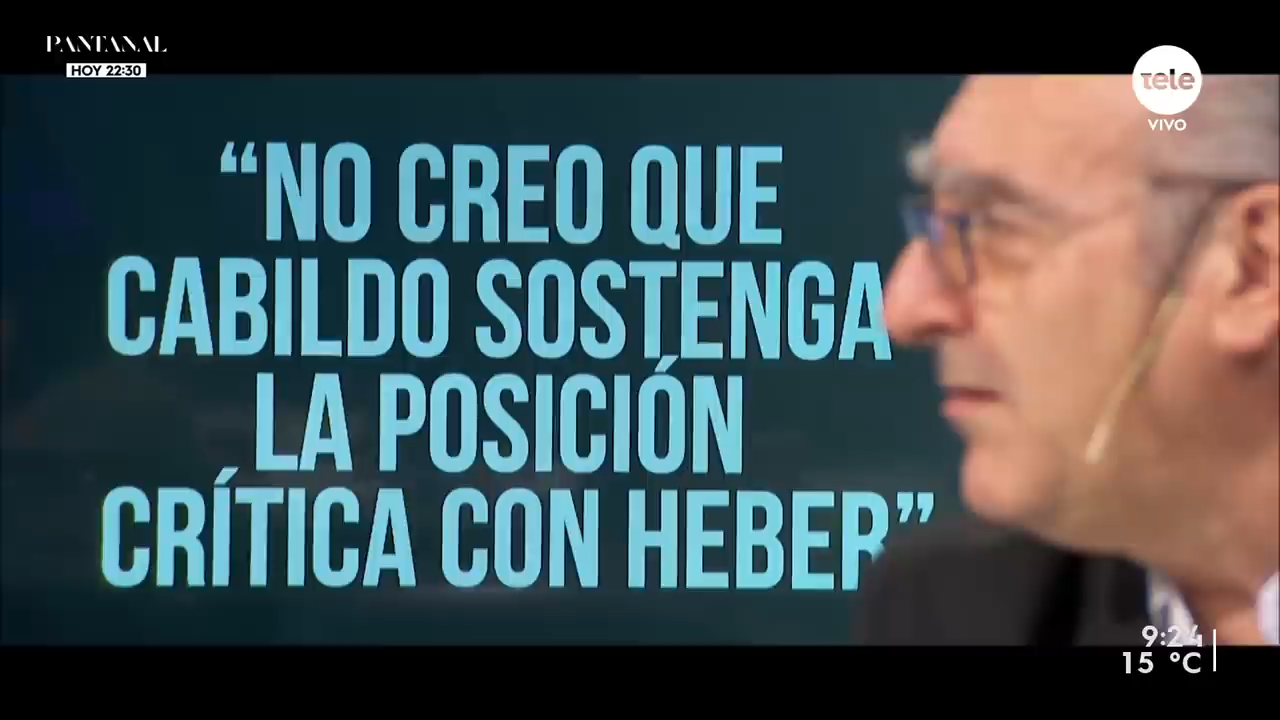 PANTANAL
HOY 22:30
tele
VIVO
“NO CREO QUE
CABILDO SOSTENGA
LA POSICIÓN
CRÍTICA CON HEBER”
9:24
15 °C